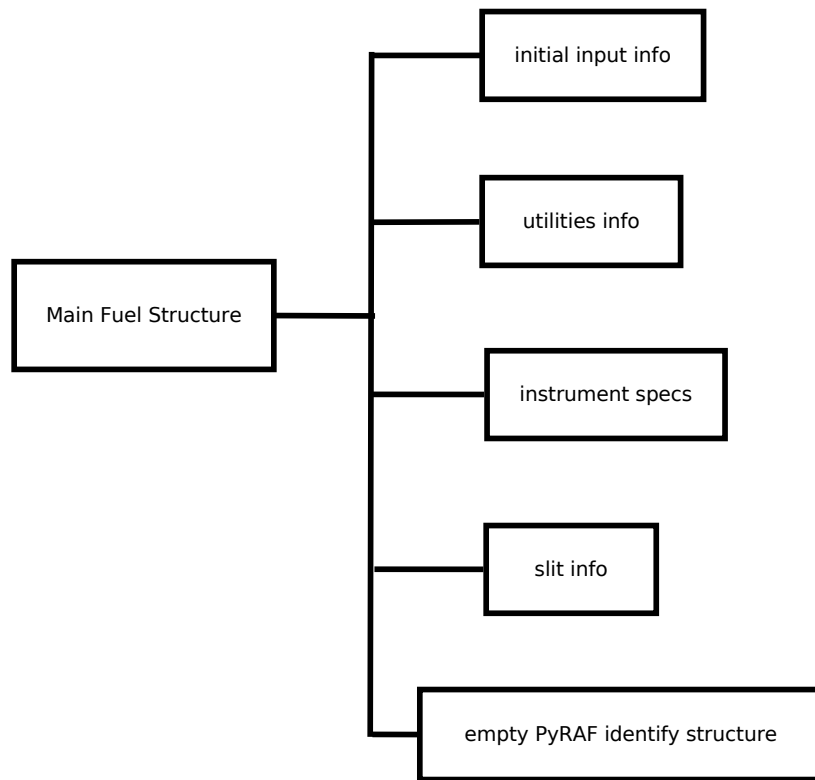 initial input info
utilities info
Main Fuel Structure
instrument specs
slit info
empty PyRAF identify structure